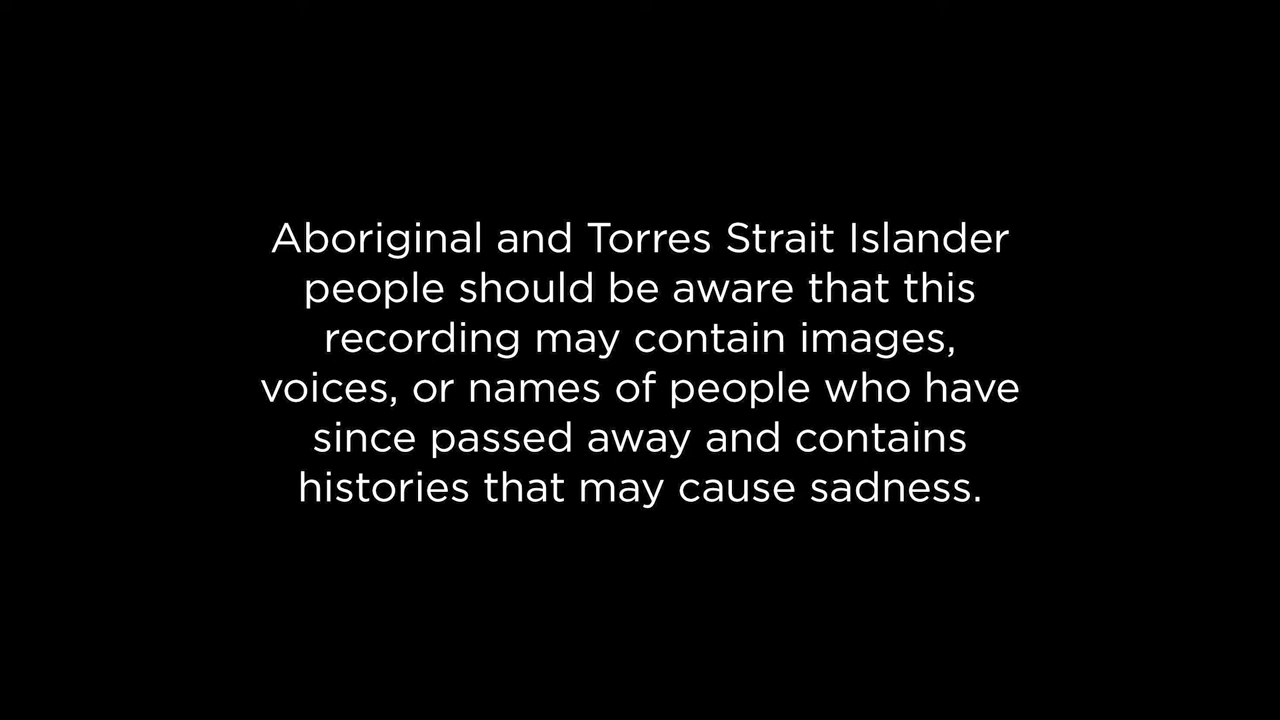 Aboriginal and Torres Strait Islander
people should be aware that this
recording may contain images,
voices, or names of people who have
since passed away and contains
histories that may cause sadness.